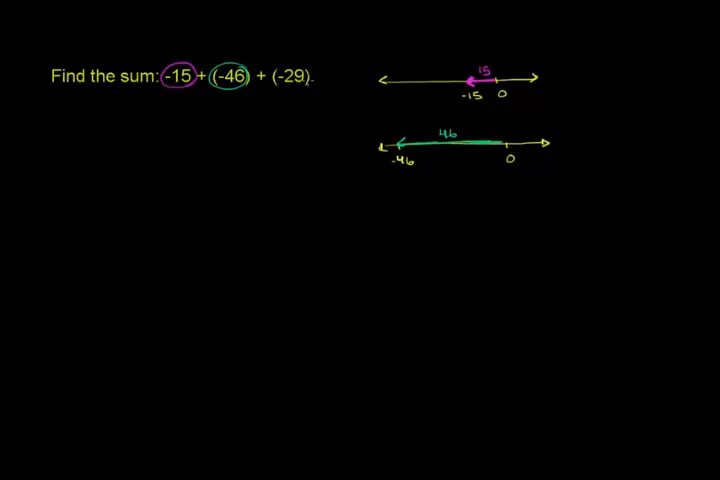 Find the sum: -15 + (-46) + (-29).
15
-15 0
46
-46 0